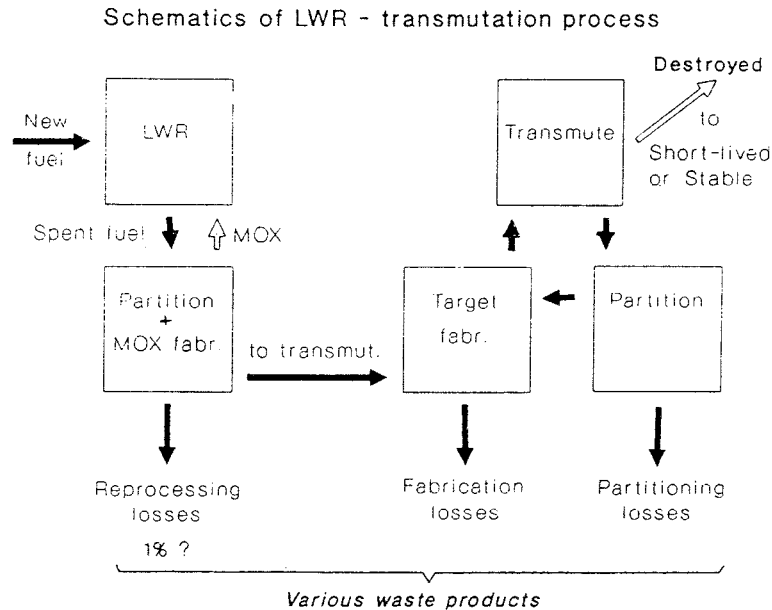 Schematics of LWR - transmutation process
New
fuel
LWR
Transmute
Destroyed
to
Short-lived
or Stable
Spent fuel
MOX
Partition
+
MOX fabr.
to transmut.
Target
fabr.
Partition
Reprocessing
losses
1% ?
Fabrication
losses
Partitioning
losses
Various waste products